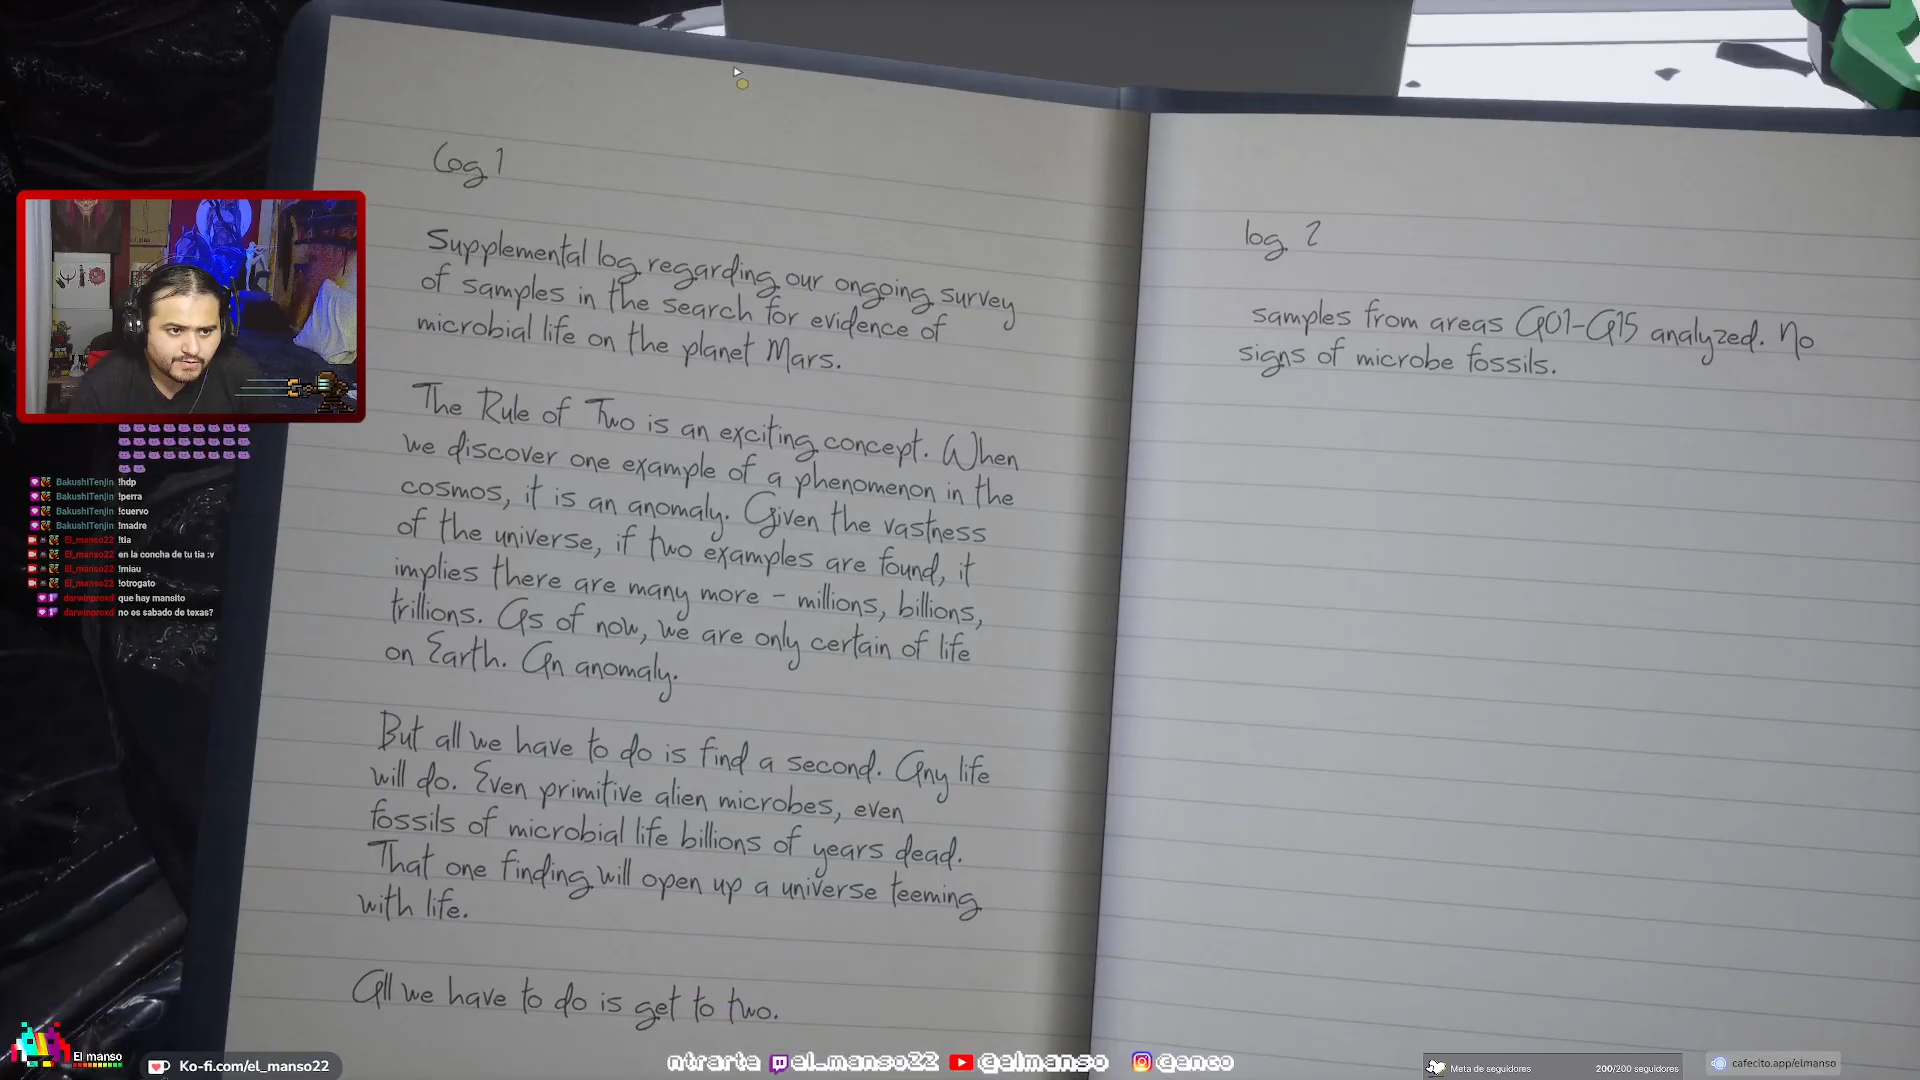 Log 1
Supplemental log regarding our ongoing survey
of samples in the search for evidence of
microbial life on the planet Mars.
The Rule of Two is an exciting concept. When
we discover one example of a phenomenon in the
cosmos, it is an anomaly. Given the vastness
of the universe, if two examples are found, it
implies there are many more - millions, billions,
trillions. As of now, we are only certain of life
on Earth. An anomaly.
But all we have to do is find a second. Any life
will do. Even primitive alien microbes, even
fossils of microbial life billions of years dead.
That one finding will open up a universe teeming
with life.
All we have to do is get to two.
log 2
samples from areas A01-A15 analyzed. No
signs of microbe fossils.
BakushITenjin !hdp
BakushITenjin !perra
BakushITenjin !cuervo
BakushITenjin !madre
El_manso22 !tia
El_manso22 en la concha de tu tia :v
El_manso22 !miau
El_manso22 !otrogato
darwinproxd que hay mansito
darwinproxd no es sabado de texas?
El manso
Ko-fi.com/el_manso22
ntrarte el_manso22 @elmanso @enco
Meta de seguidores 200/200 seguidores
cafecito.app/elmanso